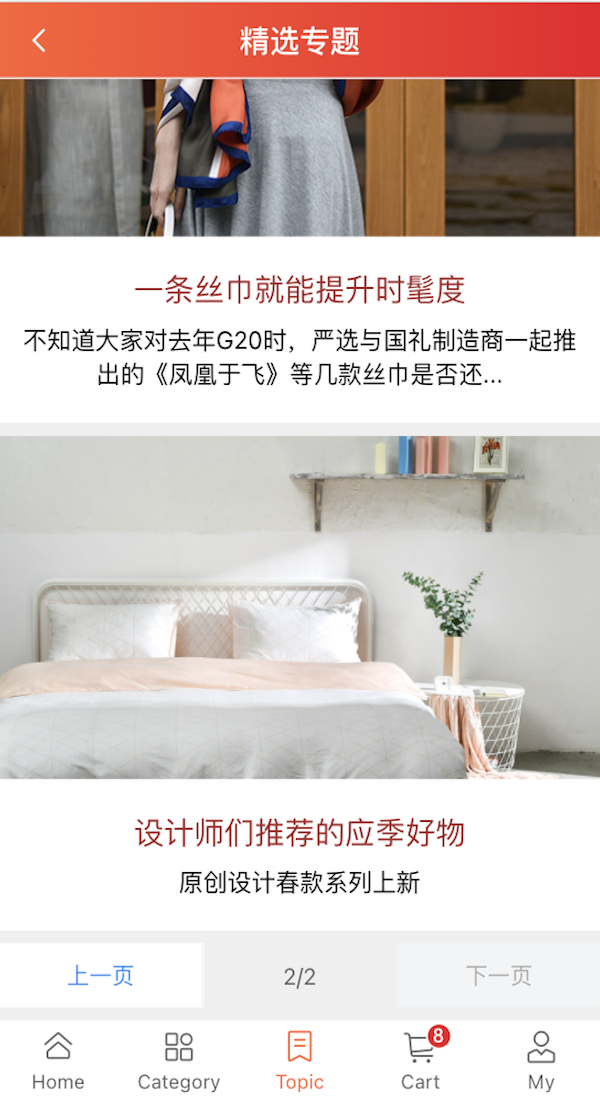 精选专题
一条丝巾就能提升时髦度
不知道大家对去年G20时，严选与国礼制造商一起推
出的《凤凰于飞》等几款丝巾是否还...
设计师们推荐的应季好物
原创设计春款系列上新
上一页
2/2
下一页
8
Home
Category
Topic
Cart
My